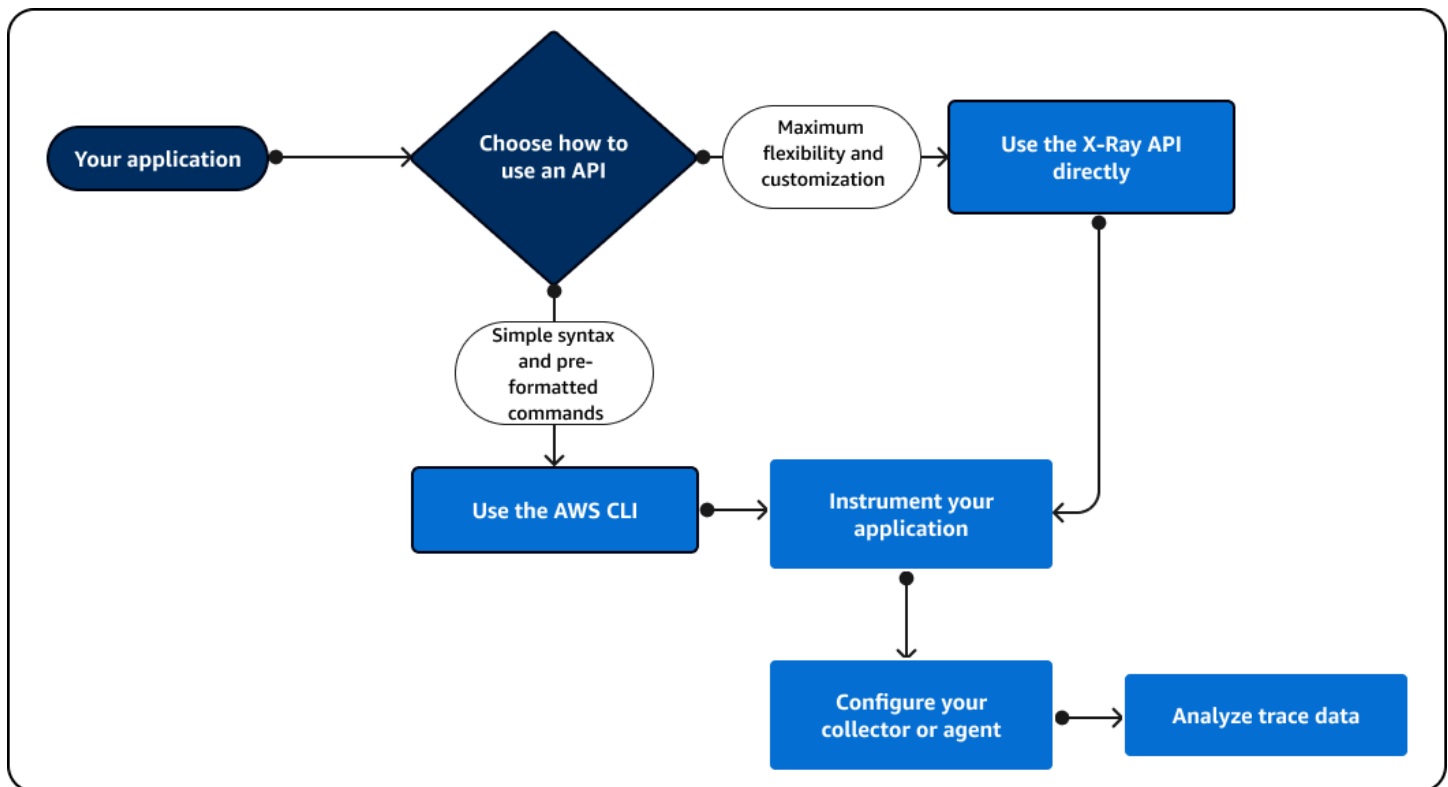 Your application
Choose how to
use an API
Maximum
flexibility and
customization
Use the X-Ray API
directly
Simple syntax
and pre-
formatted
commands
Use the AWS CLI
Instrument your
application
Configure your
collector or agent
Analyze trace data